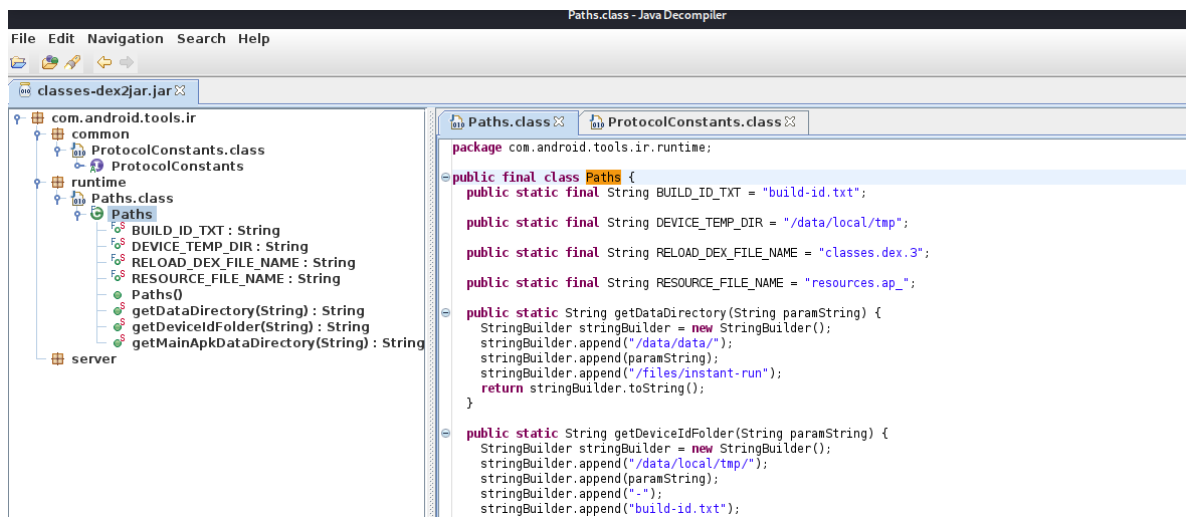 Paths.class - Java Decompiler
File Edit Navigation Search Help
classes-dex2jar.jar
com.android.tools.ir
common
ProtocolConstants.class
ProtocolConstants
runtime
Paths.class
Paths
BUILD_ID_TXT : String
DEVICE_TEMP_DIR : String
RELOAD_DEX_FILE_NAME : String
RESOURCE_FILE_NAME : String
Paths()
getDataDirectory(String) : String
getDeviceIdFolder(String) : String
getMainApkDataDirectory(String) : String
server
Paths.class ProtocolConstants.class
package com.android.tools.ir.runtime;
public final class Paths {
public static final String BUILD_ID_TXT = "build-id.txt";
public static final String DEVICE_TEMP_DIR = "/data/local/tmp";
public static final String RELOAD_DEX_FILE_NAME = "classes.dex.3";
public static final String RESOURCE_FILE_NAME = "resources.ap_";
public static String getDataDirectory(String paramString) {
StringBuilder stringBuilder = new StringBuilder();
stringBuilder.append("/data/data/");
stringBuilder.append(paramString);
stringBuilder.append("/files/instant-run");
return stringBuilder.toString();
}
public static String getDeviceIdFolder(String paramString) {
StringBuilder stringBuilder = new StringBuilder();
stringBuilder.append("/data/local/tmp/");
stringBuilder.append(paramString);
stringBuilder.append("-");
stringBuilder.append("build-id.txt");